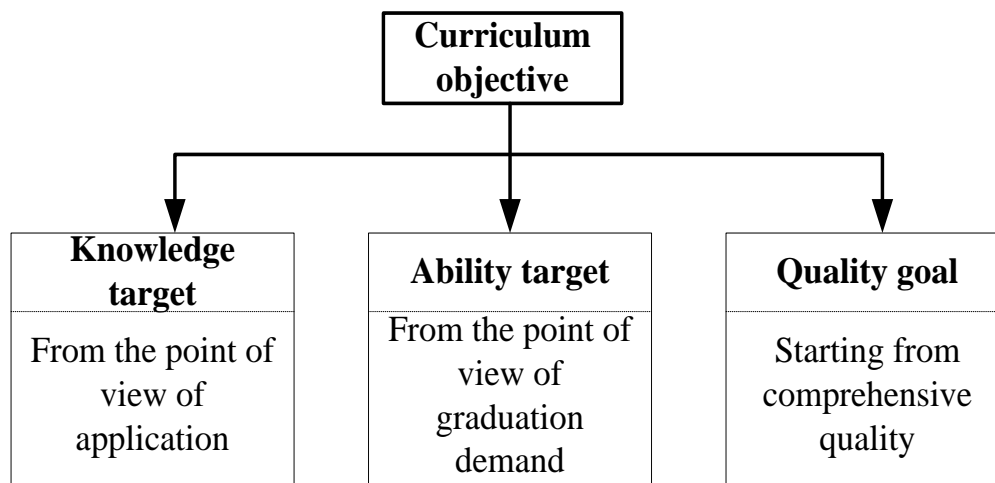 Curriculum
objective
Knowledge
target
From the point of
view of
application
Ability target
From the point of
view of
graduation
demand
Quality goal
Starting from
comprehensive
quality